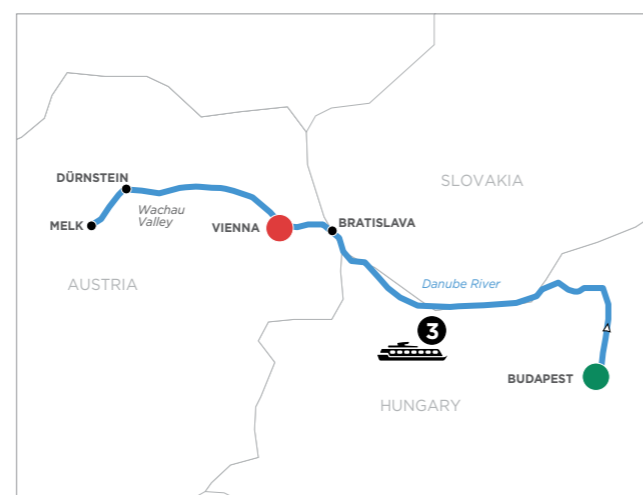 SLOVAKIA
DÜRNSTEIN
Wachau
Valley
MELK
VIENNA
BRATISLAVA
AUSTRIA
Danube River
3
BUDAPEST
HUNGARY